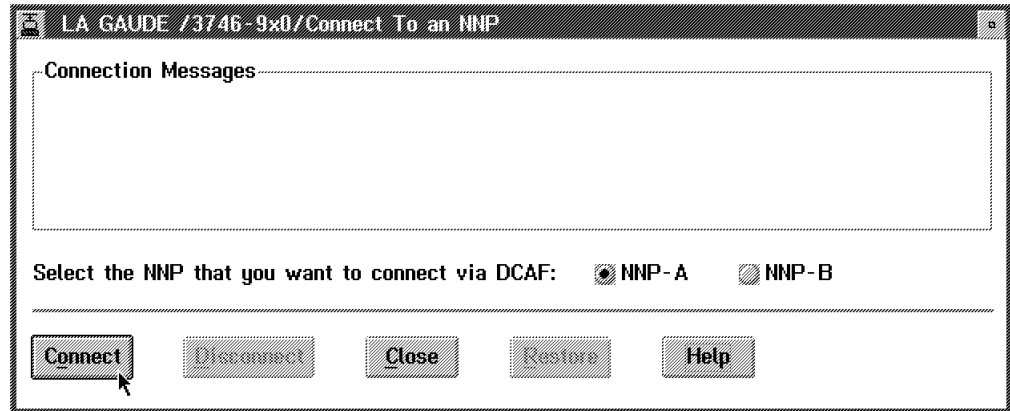 LA GAUDE /3746-9x0/Connect To an NNP
Connection Messages
Select the NNP that you want to connect via DCAF: NNP-A NNP-B
Connect Disconnect Close Restore Help